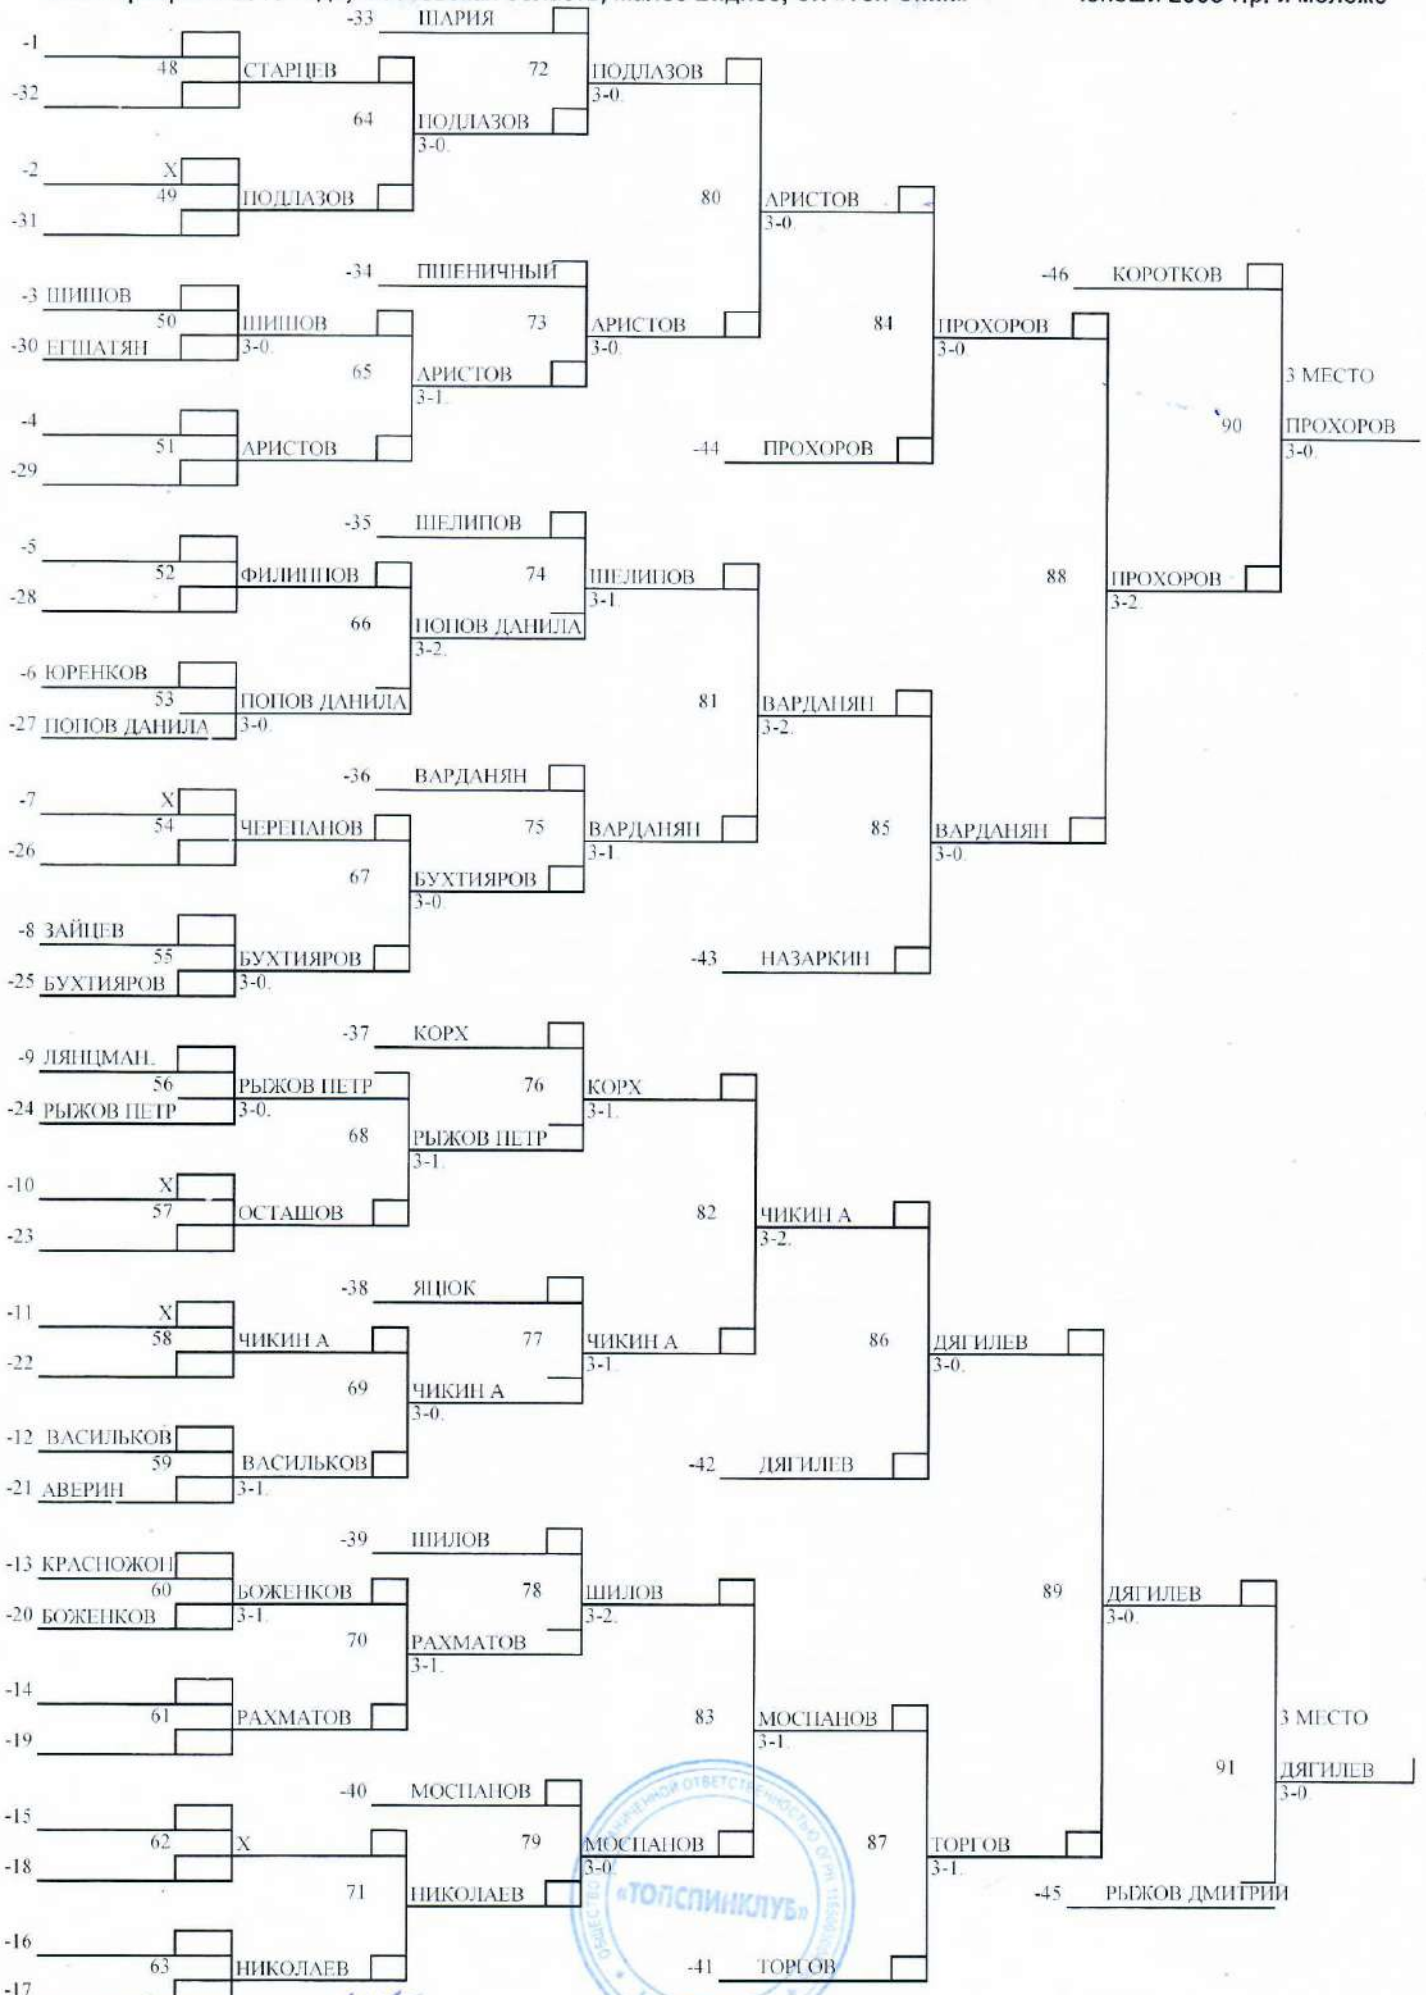 -33 ШАРИЯ
-1
48 СТАРЦЕВ 72 ПОДЛАЗОВ
-32 3-0.
64 ПОДЛАЗОВ
3-0.
-2 X
49 ПОДЛАЗОВ 80 АРИСТОВ
-31 3-0
-34 ПШЕНИЧНЫЙ -46 КОРОТКОВ
-3 ШИШОВ
50 ШИШОВ 73 АРИСТОВ 84 ПРОХОРОВ
-30 ЕГШАТЯН 3-0. 3-0. 3-0.
65 АРИСТОВ 3 МЕСТО
3-1.
-4 90 ПРОХОРОВ
51 АРИСТОВ -44 ПРОХОРОВ 3-0.
-29
-35 ШЕЛИПОВ
-5
52 ФИЛИППОВ 74 ШЕЛИПОВ 88 ПРОХОРОВ
-28 3-1. 3-2.
66 ПОПОВ ДАНИЛА
3-2.
-6 ЮРЕНКОВ
53 ПОПОВ ДАНИЛА 81 ВАРДАНЯН
-27 ПОПОВ ДАНИЛА 3-0. 3-2.
-36 ВАРДАНЯН
-7 X
54 ЧЕРЕПАНОВ 75 ВАРДАНЯН 85 ВАРДАНЯН
-26 3-1. 3-0.
67 БУХТИЯРОВ
3-0.
-8 ЗАЙЦЕВ
55 БУХТИЯРОВ -43 НАЗАРКИН
-25 БУХТИЯРОВ 3-0.
-37 КОРХ
-9 ЛЯНЦМАН.
56 РЫЖОВ ПЕТР 76 КОРХ
-24 РЫЖОВ ПЕТР 3-0. 3-1.
68 РЫЖОВ ПЕТР
3-1.
-10 X
57 ОСТАШОВ 82 ЧИКИН А
-23 3-2.
-38 ЯЦЮК
-11 X
58 ЧИКИН А 77 ЧИКИН А 86 ДЯГИЛЕВ
-22 3-1. 3-0.
69 ЧИКИН А
3-0.
-12 ВАСИЛЬКОВ
59 ВАСИЛЬКОВ -42 ДЯГИЛЕВ
-21 АВЕРИН 3-1.
-39 ШИЛОВ
-13 КРАСНОЖОН
60 БОЖЕНКОВ 78 ШИЛОВ 89 ДЯГИЛЕВ
-20 БОЖЕНКОВ 3-1. 3-2. 3-0.
70 РАХМАТОВ
3-1.
-14
61 РАХМАТОВ 83 МОСПАНОВ 3 МЕСТО
-19 3-1.
91 ДЯГИЛЕВ
-40 МОСПАНОВ 3-0
-15
62 X 79 МОСПАНОВ 87 ТОРГОВ
-18 3-0. 3-1.
71 НИКОЛАЕВ -45 РЫЖОВ ДМИТРИЙ
«ТОПСПИНКЛУБ»
-16
63 НИКОЛАЕВ -41 ТОРГОВ
-17